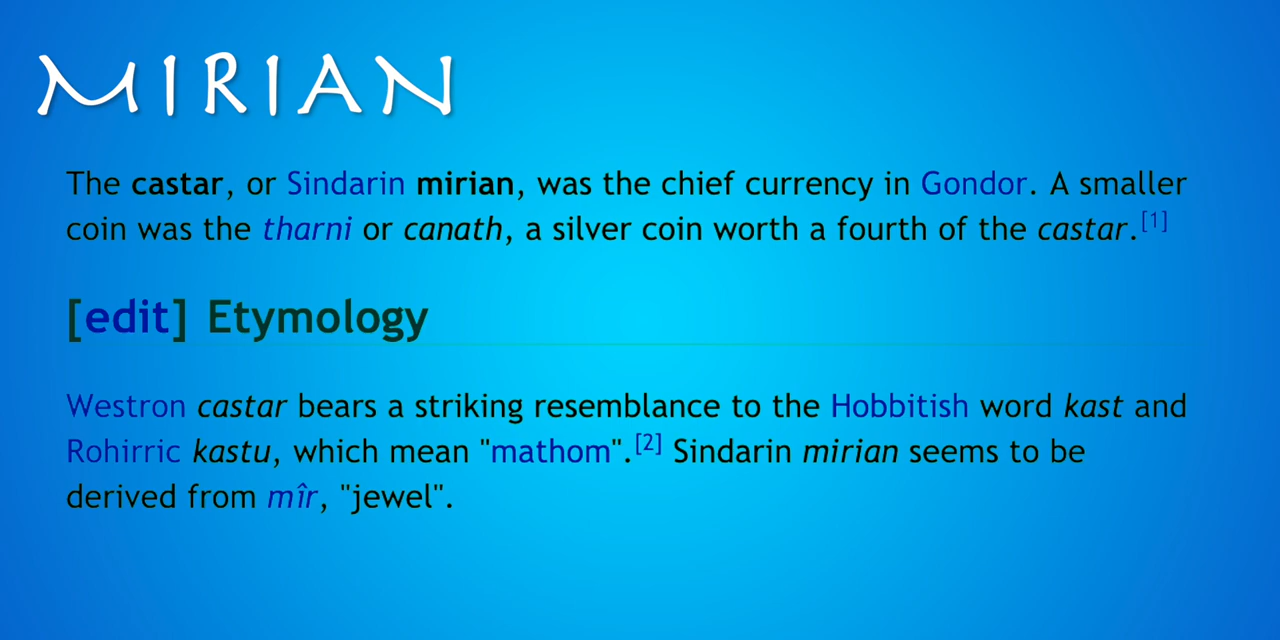 MIRIAN
The castar, or Sindarin mirian, was the chief currency in Gondor. A smaller
coin was the tharni or canath, a silver coin worth a fourth of the castar.[1]
[edit] Etymology
Westron castar bears a striking resemblance to the Hobbitish word kast and
Rohirric kastu, which mean "mathom".[2] Sindarin mirian seems to be
derived from mîr, "jewel".